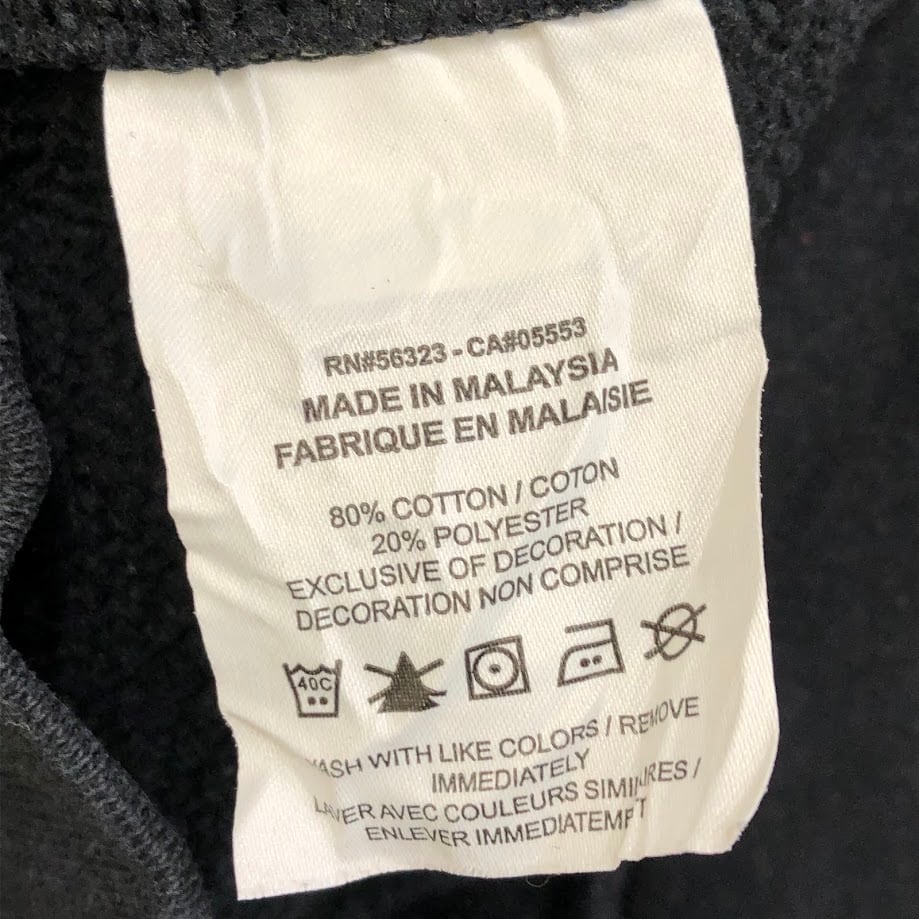 RN#56323 - CA#05553
MADE IN MALAYSIA
FABRIQUE EN MALAISIE
80% COTTON / COTON
20% POLYESTER
EXCLUSIVE OF DECORATION /
DECORATION NON COMPRISE
40C
WASH WITH LIKE COLORS / REMOVE
IMMEDIATELY
LAVER AVEC COULEURS SIMILIARES /
ENLEVER IMMEDIATEMENT